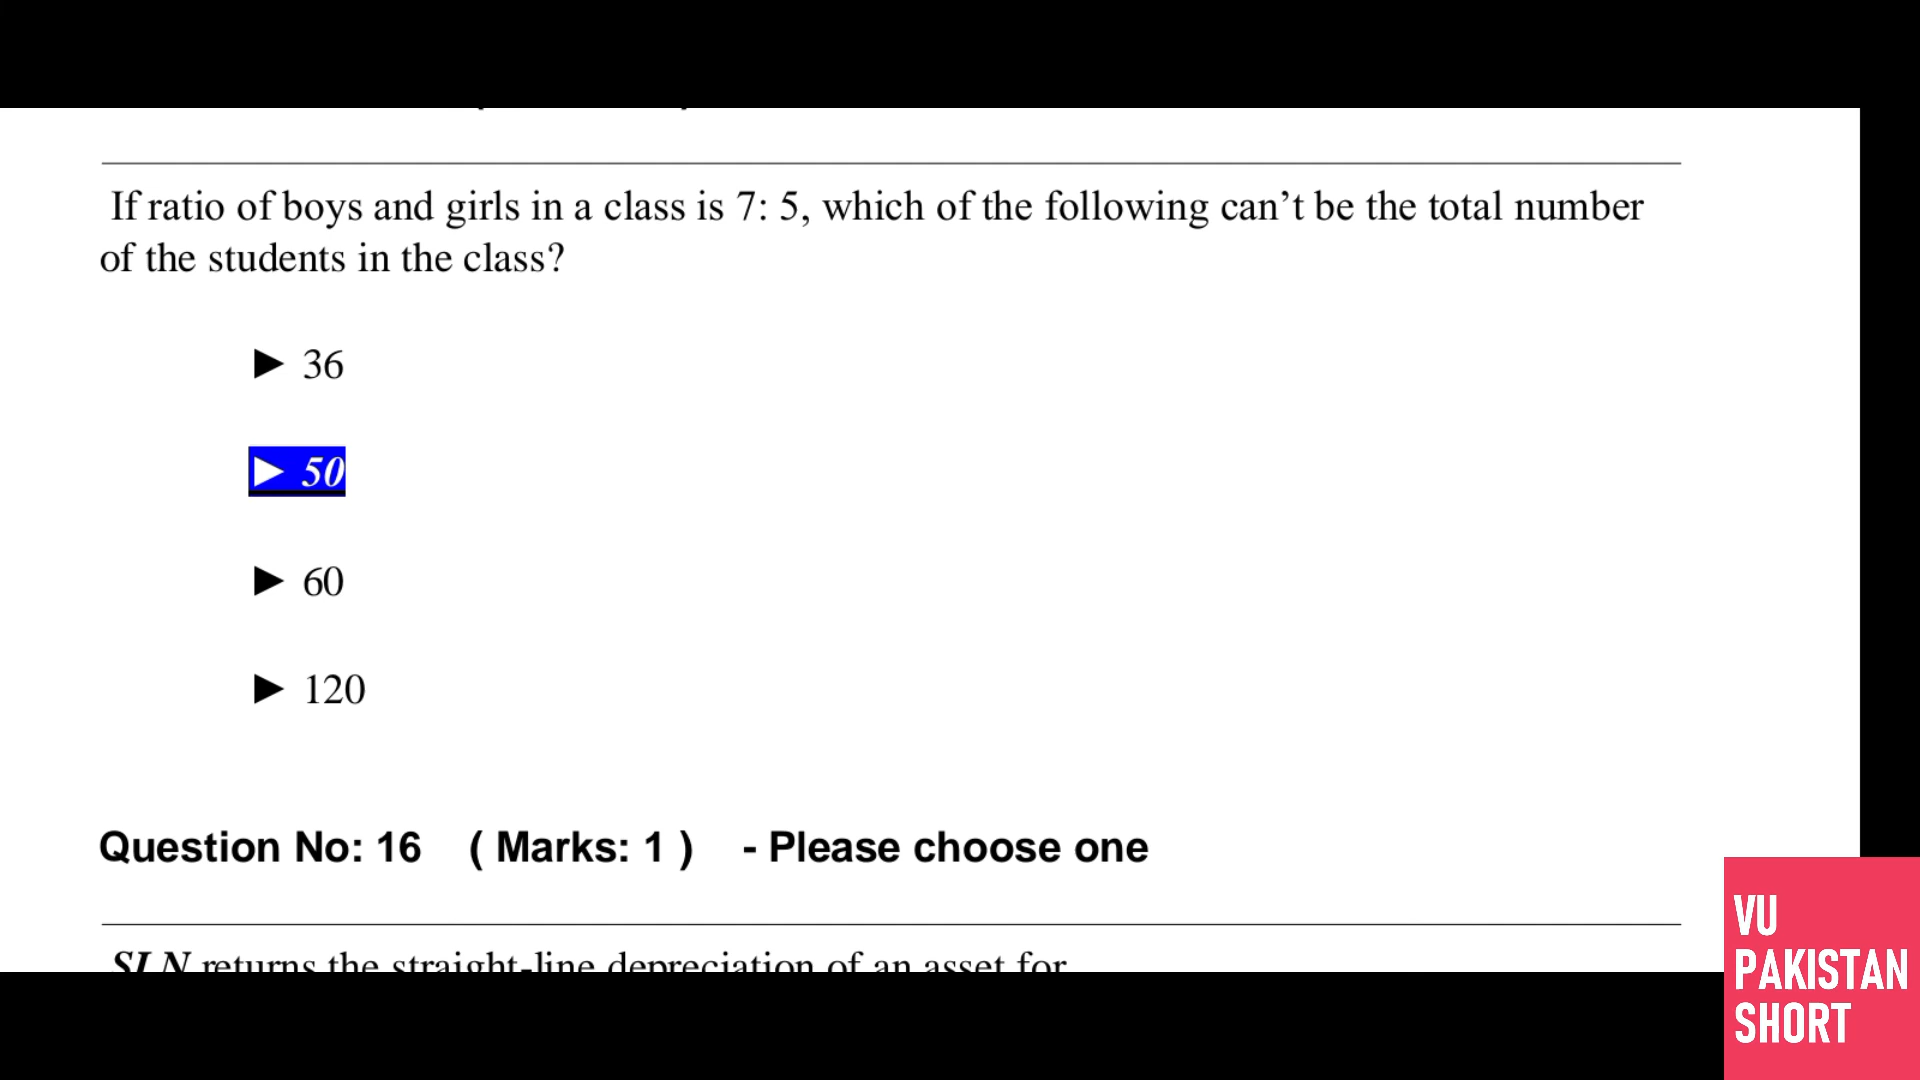 If ratio of boys and girls in a class is 7: 5, which of the following can’t be the total number
of the students in the class?
► 36
► 50
► 60
► 120
Question No: 16 ( Marks: 1 ) - Please choose one
SLN returns the straight-line depreciation of an asset for
VU
PAKISTAN
SHORT